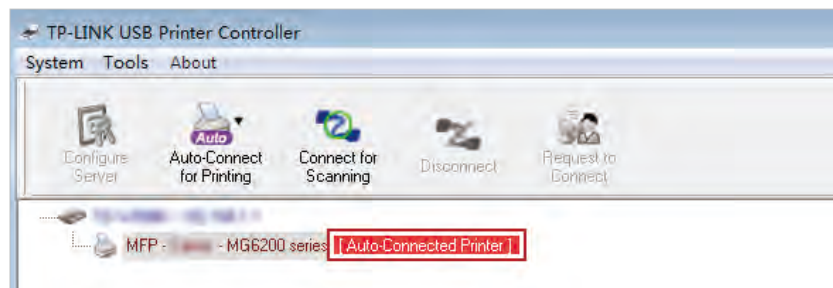 TP-LINK USB Printer Controller
System Tools About
Auto
Configure Server
Auto-Connect for Printing
Connect for Scanning
Disconnect
Request to Connect
MFP - - MG6200 series [ Auto-Connected Printer ]